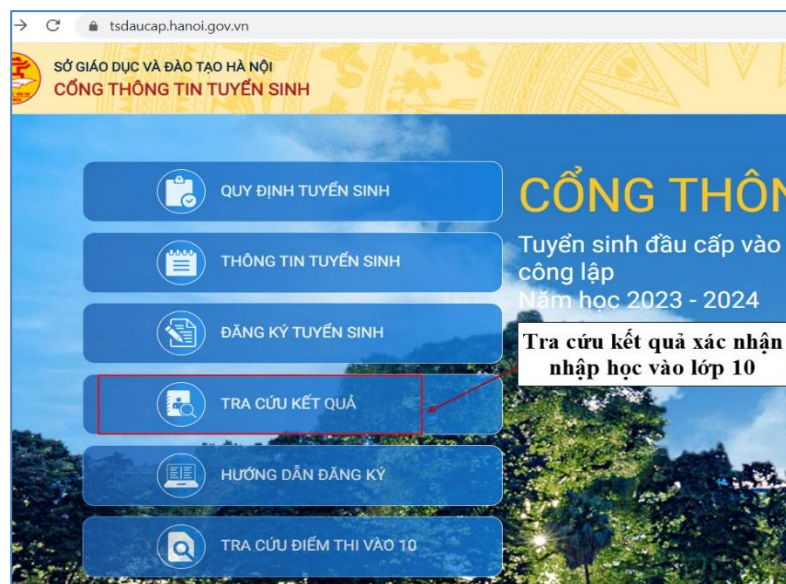 tsdaucap.hanoi.gov.vn
SỞ GIÁO DỤC VÀ ĐÀO TẠO HÀ NỘI
CỔNG THÔNG TIN TUYỂN SINH
QUY ĐỊNH TUYỂN SINH
THÔNG TIN TUYỂN SINH
ĐĂNG KÝ TUYỂN SINH
TRA CỨU KẾT QUẢ
HƯỚNG DẪN ĐĂNG KÝ
TRA CỨU ĐIỂM THI VÀO 10
CỔNG THÔN
Tuyển sinh đầu cấp vào
công lập
Năm học 2023 - 2024
Tra cứu kết quả xác nhận
nhập học vào lớp 10